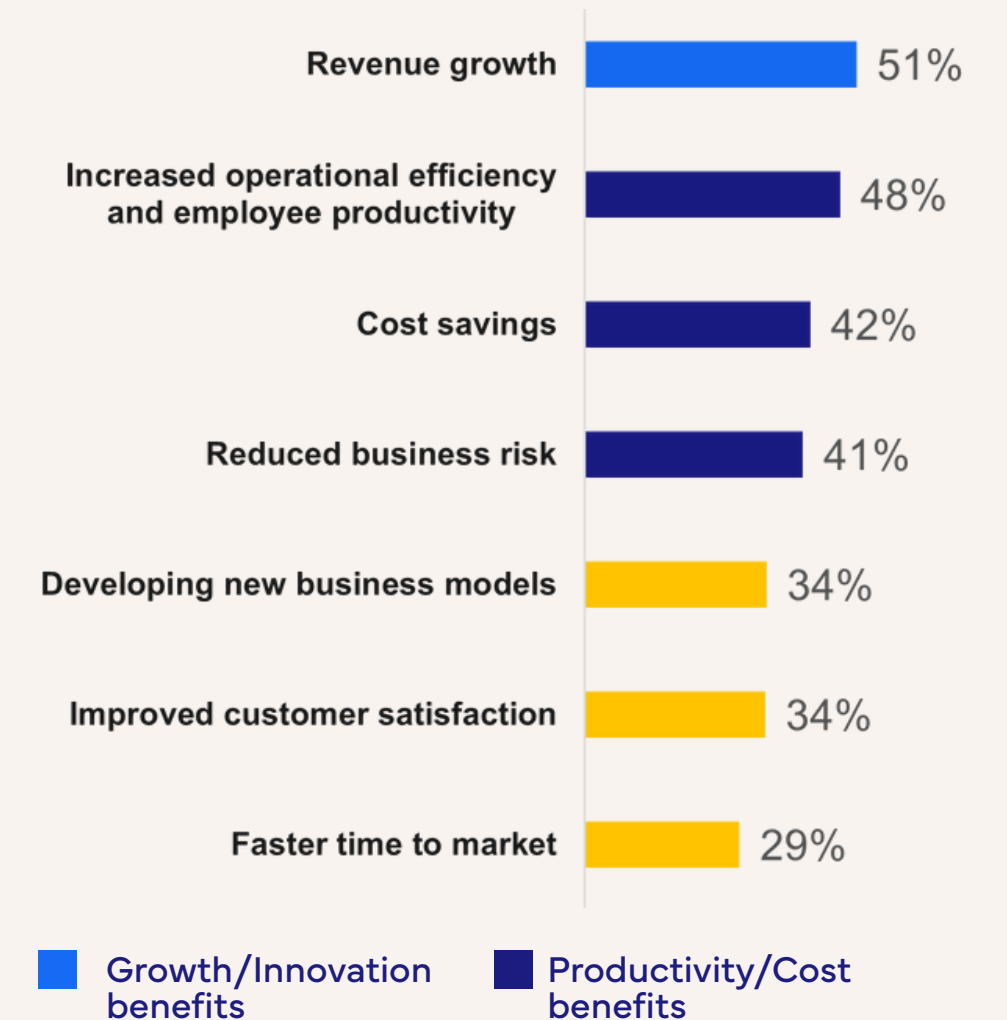 Revenue growth
51%
Increased operational efficiency
and employee productivity
48%
Cost savings
42%
Reduced business risk
41%
Developing new business models
34%
Improved customer satisfaction
34%
Faster time to market
29%
Growth/Innovation
benefits
Productivity/Cost
benefits